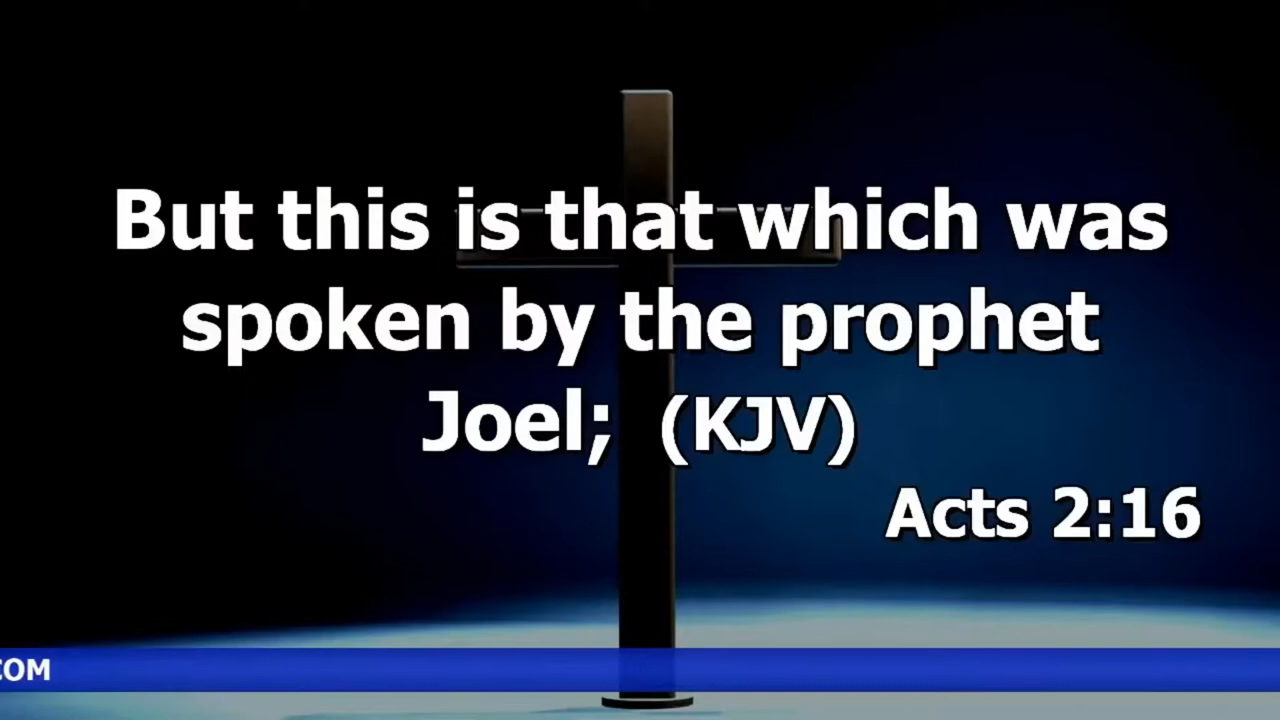 But this is that which was
spoken by the prophet
Joel; (KJV)
Acts 2:16
COM